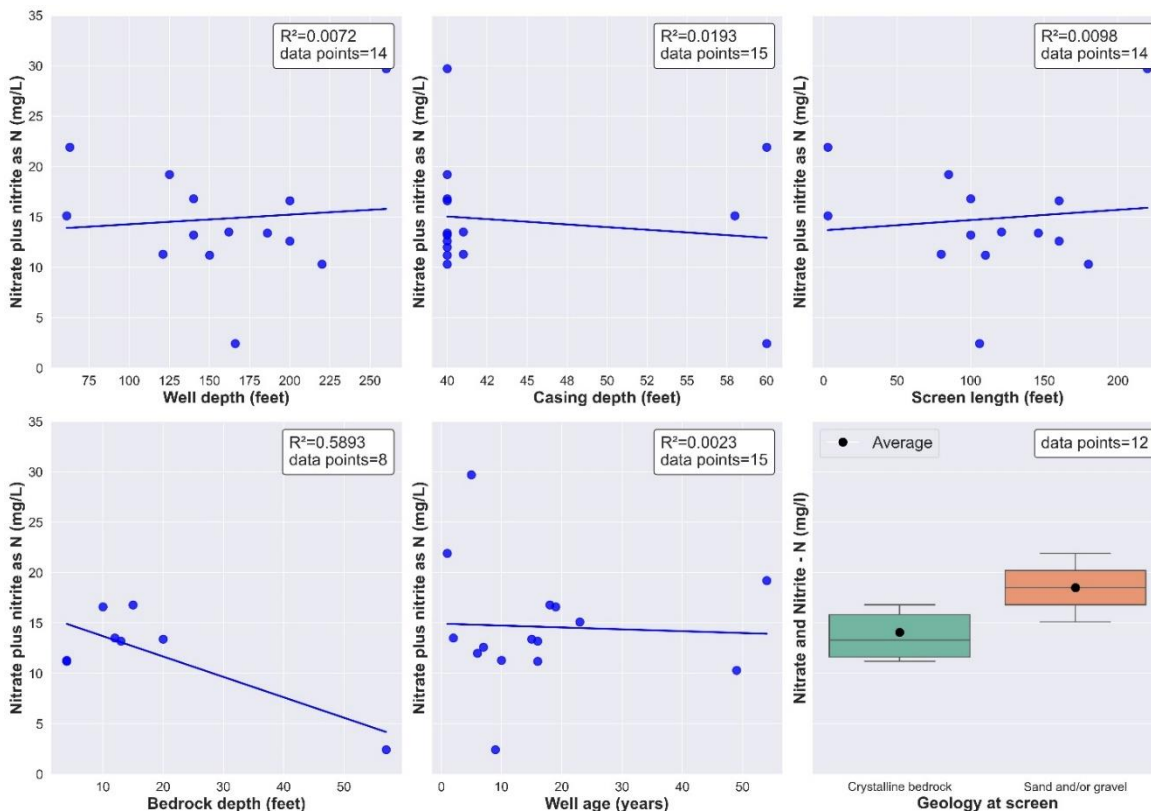 35
30
25
20
15
10
5
0
Nitrate plus nitrite as N (mg/L)
R²=0.0072
data points=14
75 100 125 150 175 200 225 250
Well depth (feet)
Nitrate plus nitrite as N (mg/L)
R²=0.0193
data points=15
40 42 45 48 50 52 55 58 60
Casing depth (feet)
Nitrate plus nitrite as N (mg/L)
R²=0.0098
data points=14
0 50 100 150 200
Screen length (feet)
35
30
25
20
15
10
5
0
Nitrate plus nitrite as N (mg/L)
R²=0.5893
data points=8
10 20 30 40 50
Bedrock depth (feet)
Nitrate plus nitrite as N (mg/L)
R²=0.0023
data points=15
0 10 20 30 40 50
Well age (years)
Nitrate and Nitrite - N (mg/l)
Average
data points=12
Crystalline bedrock Sand and/or gravel
Geology at screen